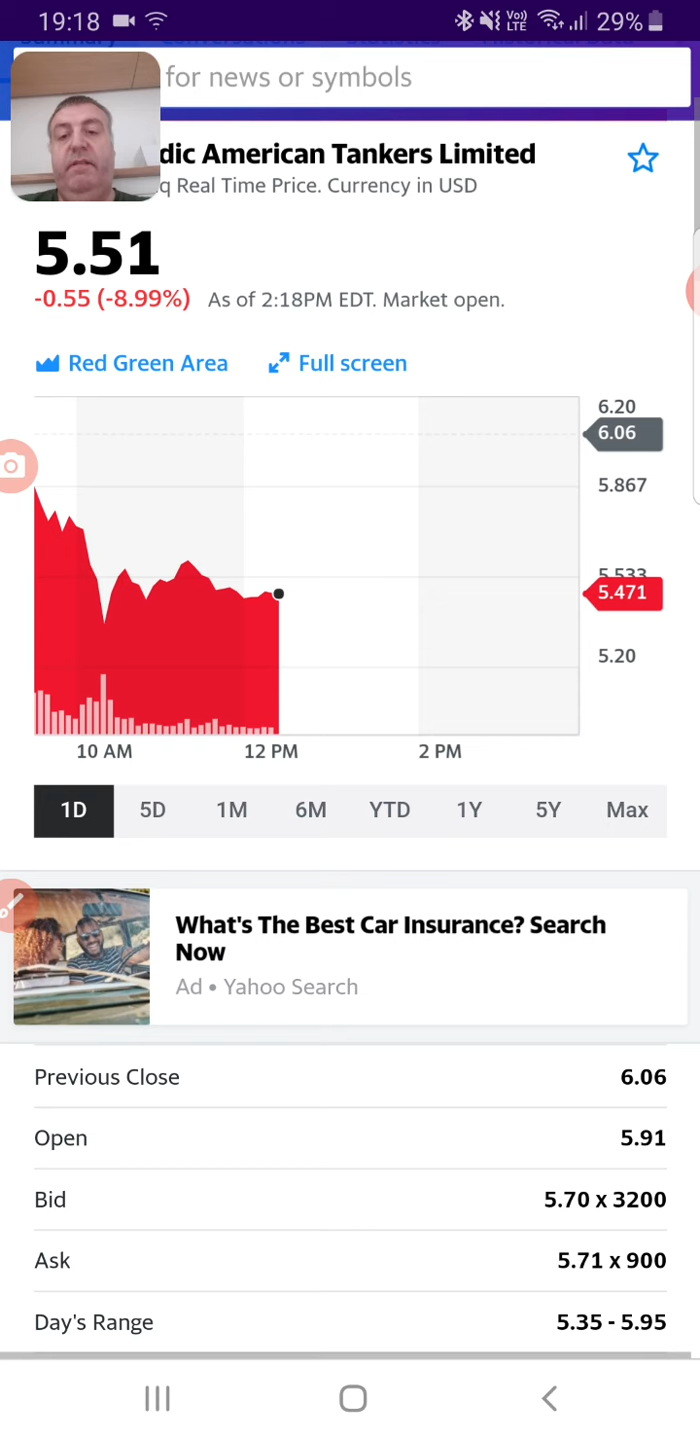 19:18 Vo)) LTE 29%
for news or symbols
dic American Tankers Limited
q Real Time Price. Currency in USD
5.51
-0.55 (-8.99%) As of 2:18PM EDT. Market open.
Red Green Area Full screen
6.20
6.06
5.867
5.533
5.471
5.20
10 AM 12 PM 2 PM
1D 5D 1M 6M YTD 1Y 5Y Max
What's The Best Car Insurance? Search
Now
Ad • Yahoo Search
Previous Close 6.06
Open 5.91
Bid 5.70 x 3200
Ask 5.71 x 900
Day's Range 5.35 - 5.95